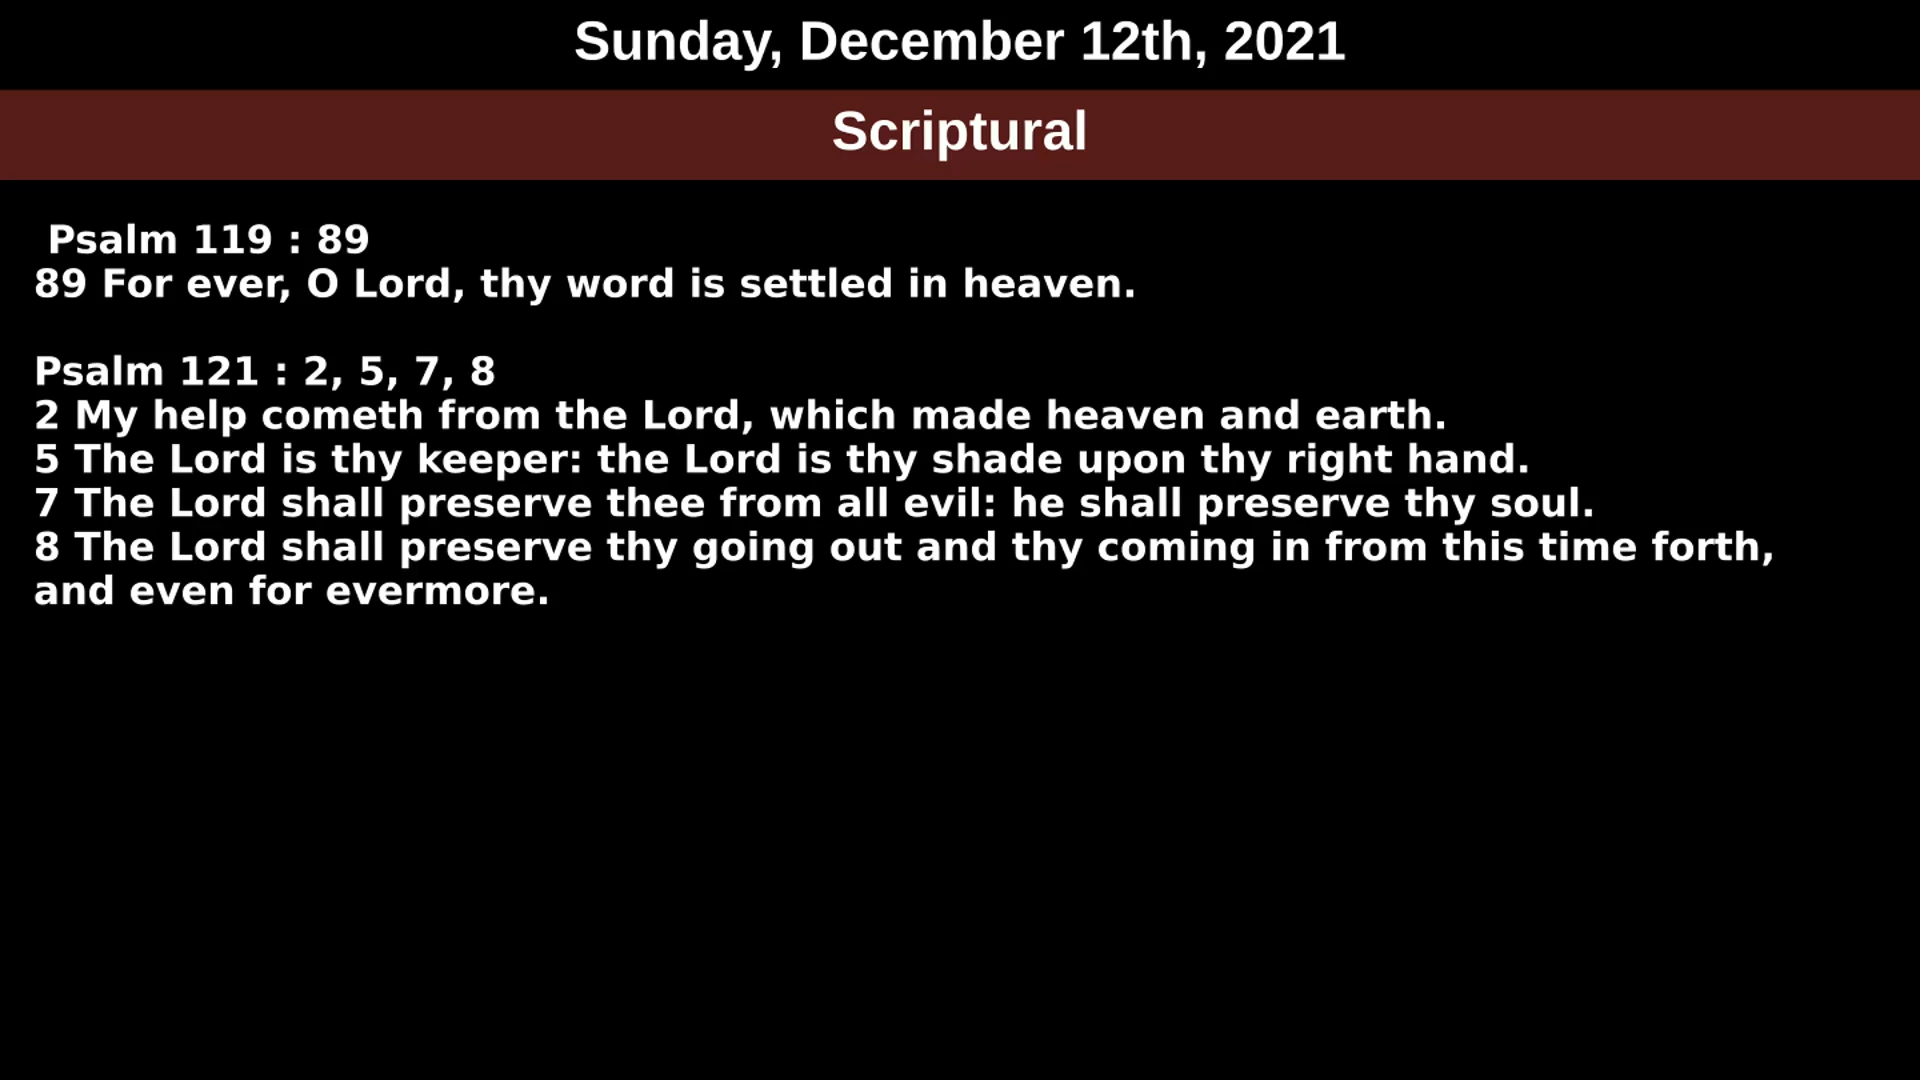 Sunday, December 12th, 2021
Scriptural
Psalm 119 : 89
89 For ever, O Lord, thy word is settled in heaven.
Psalm 121 : 2, 5, 7, 8
2 My help cometh from the Lord, which made heaven and earth.
5 The Lord is thy keeper: the Lord is thy shade upon thy right hand.
7 The Lord shall preserve thee from all evil: he shall preserve thy soul.
8 The Lord shall preserve thy going out and thy coming in from this time forth,
and even for evermore.